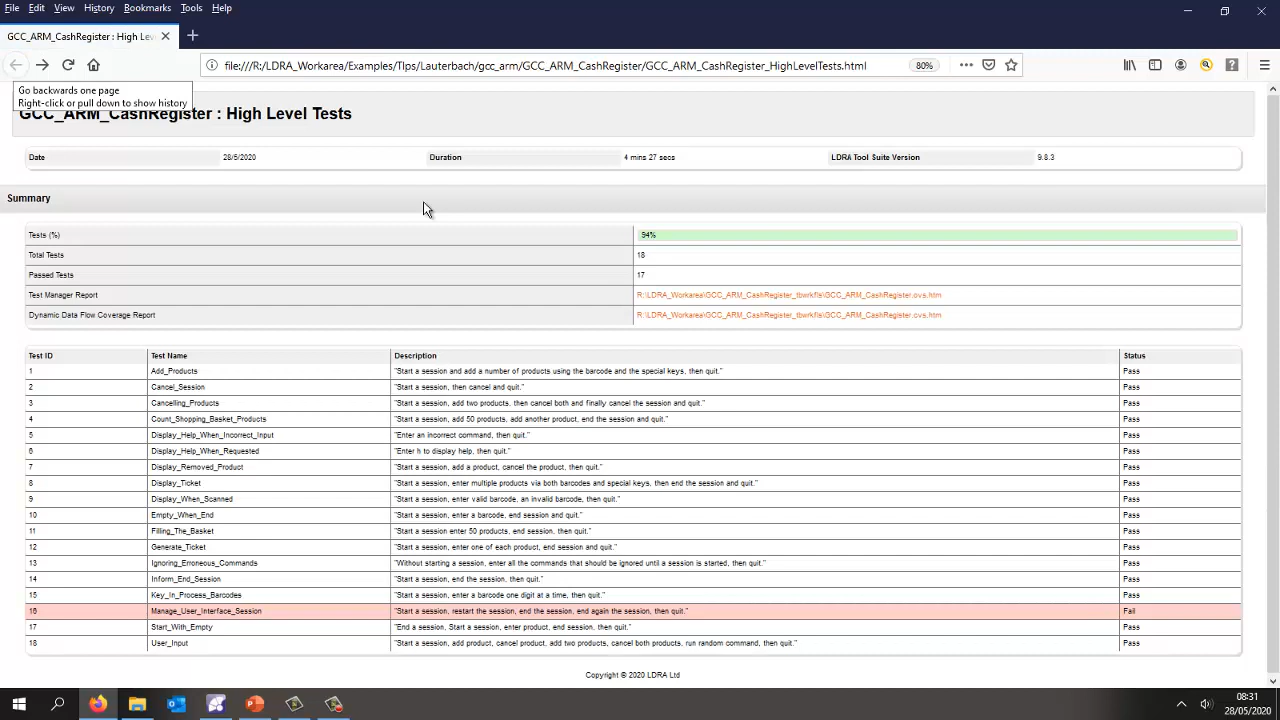 File Edit View History Bookmarks Tools Help
GCC_ARM_CashRegister : High Lev
file:///R:/LDRA_Workarea/Examples/TIps/Lauterbach/gcc_arm/GCC_ARM_CashRegister/GCC_ARM_CashRegister_HighLevelTests.html 80%
Go backwards one page
Right-click or pull down to show history
GCC_ARM_CashRegister : High Level Tests
Date 28/5/2020 Duration 4 mins 27 secs LDRA Tool Suite Version 9.8.3
Summary
Tests (%) 94%
Total Tests 18
Passed Tests 17
Test Manager Report R:\LDRA_Workarea\GCC_ARM_CashRegister_tbwrkfls\GCC_ARM_CashRegister.ovs.htm
Dynamic Data Flow Coverage Report R:\LDRA_Workarea\GCC_ARM_CashRegister_tbwrkfls\GCC_ARM_CashRegister.ovs.htm
Test ID Test Name Description Status
1 Add_Products "Start a session and add a number of products using the barcode and the special keys, then quit." Pass
2 Cancel_Session "Start a session, then cancel and quit." Pass
3 Cancelling_Products "Start a session, add two products, then cancel both and finally cancel the session and quit." Pass
4 Count_Shopping_Basket_Products "Start a session, add 50 products, add another product, end the session and quit." Pass
5 Display_Help_When_Incorrect_Input "Enter an incorrect command, then quit." Pass
6 Display_Help_When_Requested "Enter h to display help, then quit." Pass
7 Display_Removed_Product "Start a session, add a product, cancel the product, then quit." Pass
8 Display_Ticket "Start a session, enter multiple products via both barcodes and special keys, then end the session and quit." Pass
9 Display_When_Scanned "Start a session, enter valid barcode, an invalid barcode, then quit." Pass
10 Empty_When_End "Start a session, enter a barcode, end session and quit." Pass
11 Filling_The_Basket "Start a session enter 50 products, end session, then quit." Pass
12 Generate_Ticket "Start a session, enter one of each product, end session and quit." Pass
13 Ignoring_Erroneous_Commands "Without starting a session, enter all the commands that should be ignored until a session is started, then quit." Pass
14 Inform_End_Session "Start a session, end the session, then quit." Pass
15 Key_In_Process_Barcodes "Start a session, enter a barcode one digit at a time, then quit." Pass
16 Manage_User_Interface_Session "Start a session, restart the session, end the session, end again the session, then quit." Fail
17 Start_With_Empty "End a session, Start a session, enter product, end session, then quit." Pass
18 User_Input "Start a session, add product, cancel product, add two products, cancel both products, run random command, then quit." Pass
Copyright © 2020 LDRA Ltd
08:31
28/05/2020